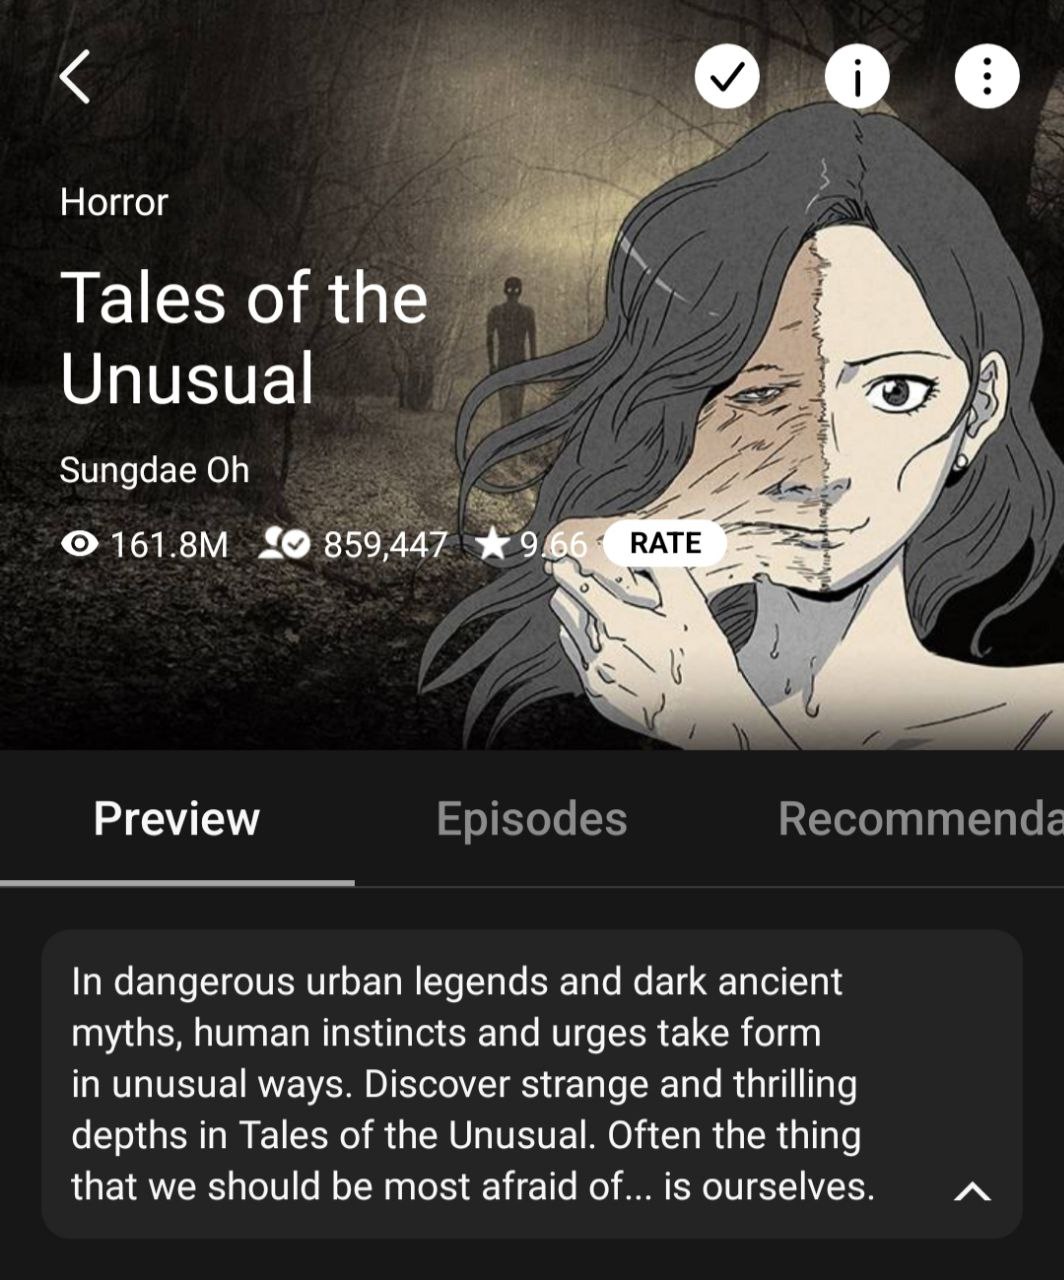 Horror
Tales of the
Unusual
Sungdae Oh
161.8M 859,447 9.66 RATE
Preview Episodes Recommenda
In dangerous urban legends and dark ancient
myths, human instincts and urges take form
in unusual ways. Discover strange and thrilling
depths in Tales of the Unusual. Often the thing
that we should be most afraid of... is ourselves.